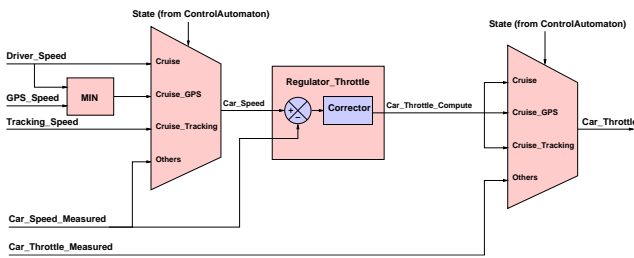 State (from ControlAutomaton)
State (from ControlAutomaton)
Driver_Speed
Cruise
Regulator_Throttle
Cruise
GPS_Speed
MIN
Cruise_GPS
Car_Speed
+
−
Corrector
Car_Throttle_Compute
Cruise_GPS
Car_Throttle
Tracking_Speed
Cruise_Tracking
Cruise_Tracking
Others
Others
Car_Speed_Measured
Car_Throttle_Measured